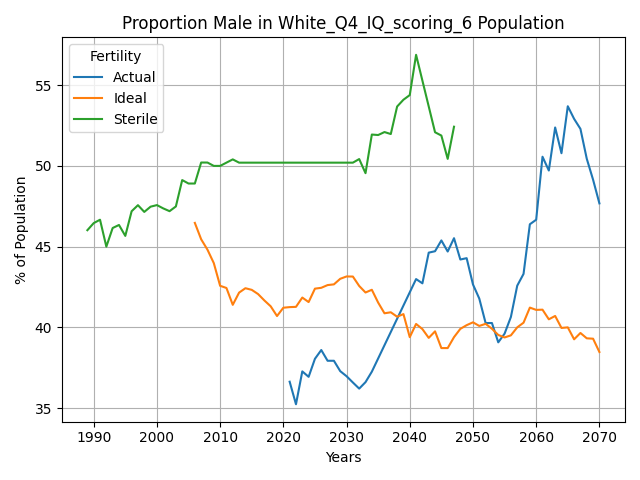 Proportion Male in White_Q4_IQ_scoring_6 Population
Fertility
Actual
Ideal
Sterile
% of Population
55
50
45
40
35
1990 2000 2010 2020 2030 2040 2050 2060 2070
Years